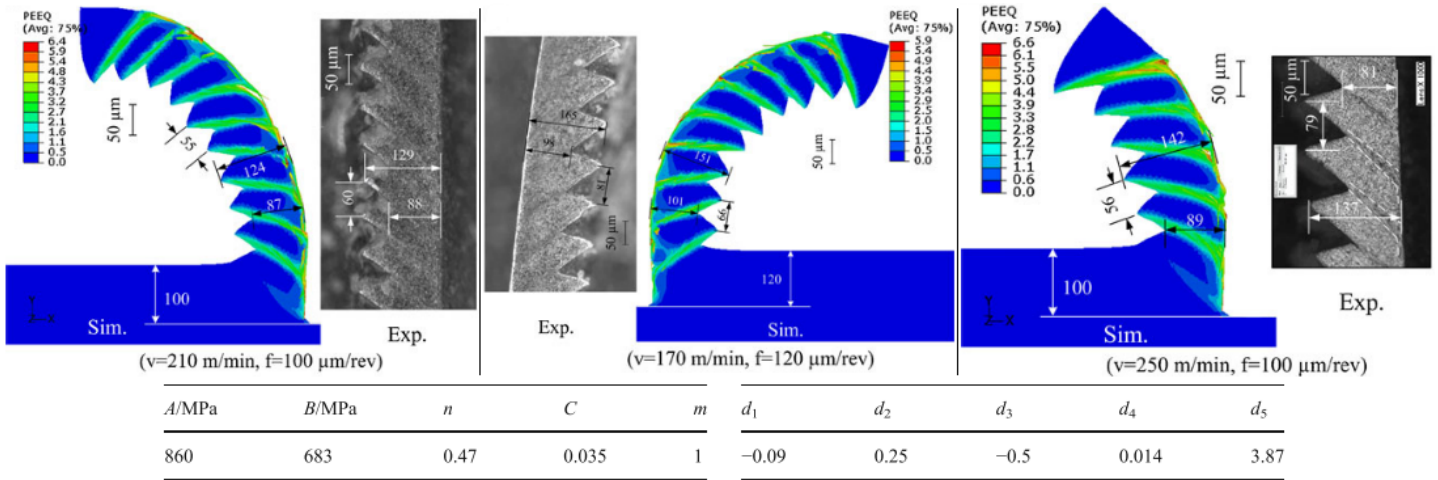 PEEQ
(Avg: 75%)
6.4
5.9
5.4
4.8
4.3
3.7
3.2
2.7
2.1
1.6
1.1
0.5
0.0
50 μm
55
124
87
100
Y
Z X
Sim.
50 μm
129
60
88
Exp.
(v=210 m/min, f=100 μm/rev)
165
99
81
50 μm
Exp.
PEEQ
(Avg: 75%)
5.9
5.4
4.9
4.4
3.9
3.4
2.9
2.5
2.0
1.5
1.0
0.5
0.0
50 μm
151
101
66
120
Sim.
(v=170 m/min, f=120 μm/rev)
PEEQ
(Avg: 75%)
6.6
6.1
5.5
5.0
4.4
3.9
3.3
2.8
2.2
1.7
1.1
0.6
0.0
50 μm
142
56
89
100
Y
Z X
Sim.
50 μm
81
79
137
Exp.
(v=250 m/min, f=100 μm/rev)
A/MPa B/MPa n C m d1 d2 d3 d4 d5
860 683 0.47 0.035 1 −0.09 0.25 −0.5 0.014 3.87